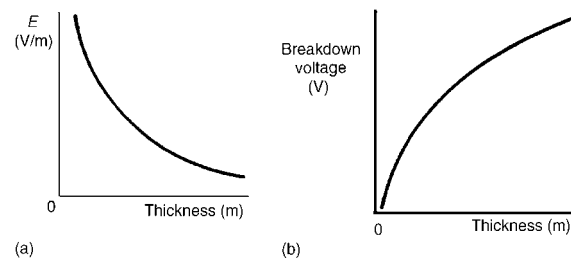 E
(V/m)
0
Thickness (m)
(a)
Breakdown
voltage
(V)
0
Thickness (m)
(b)